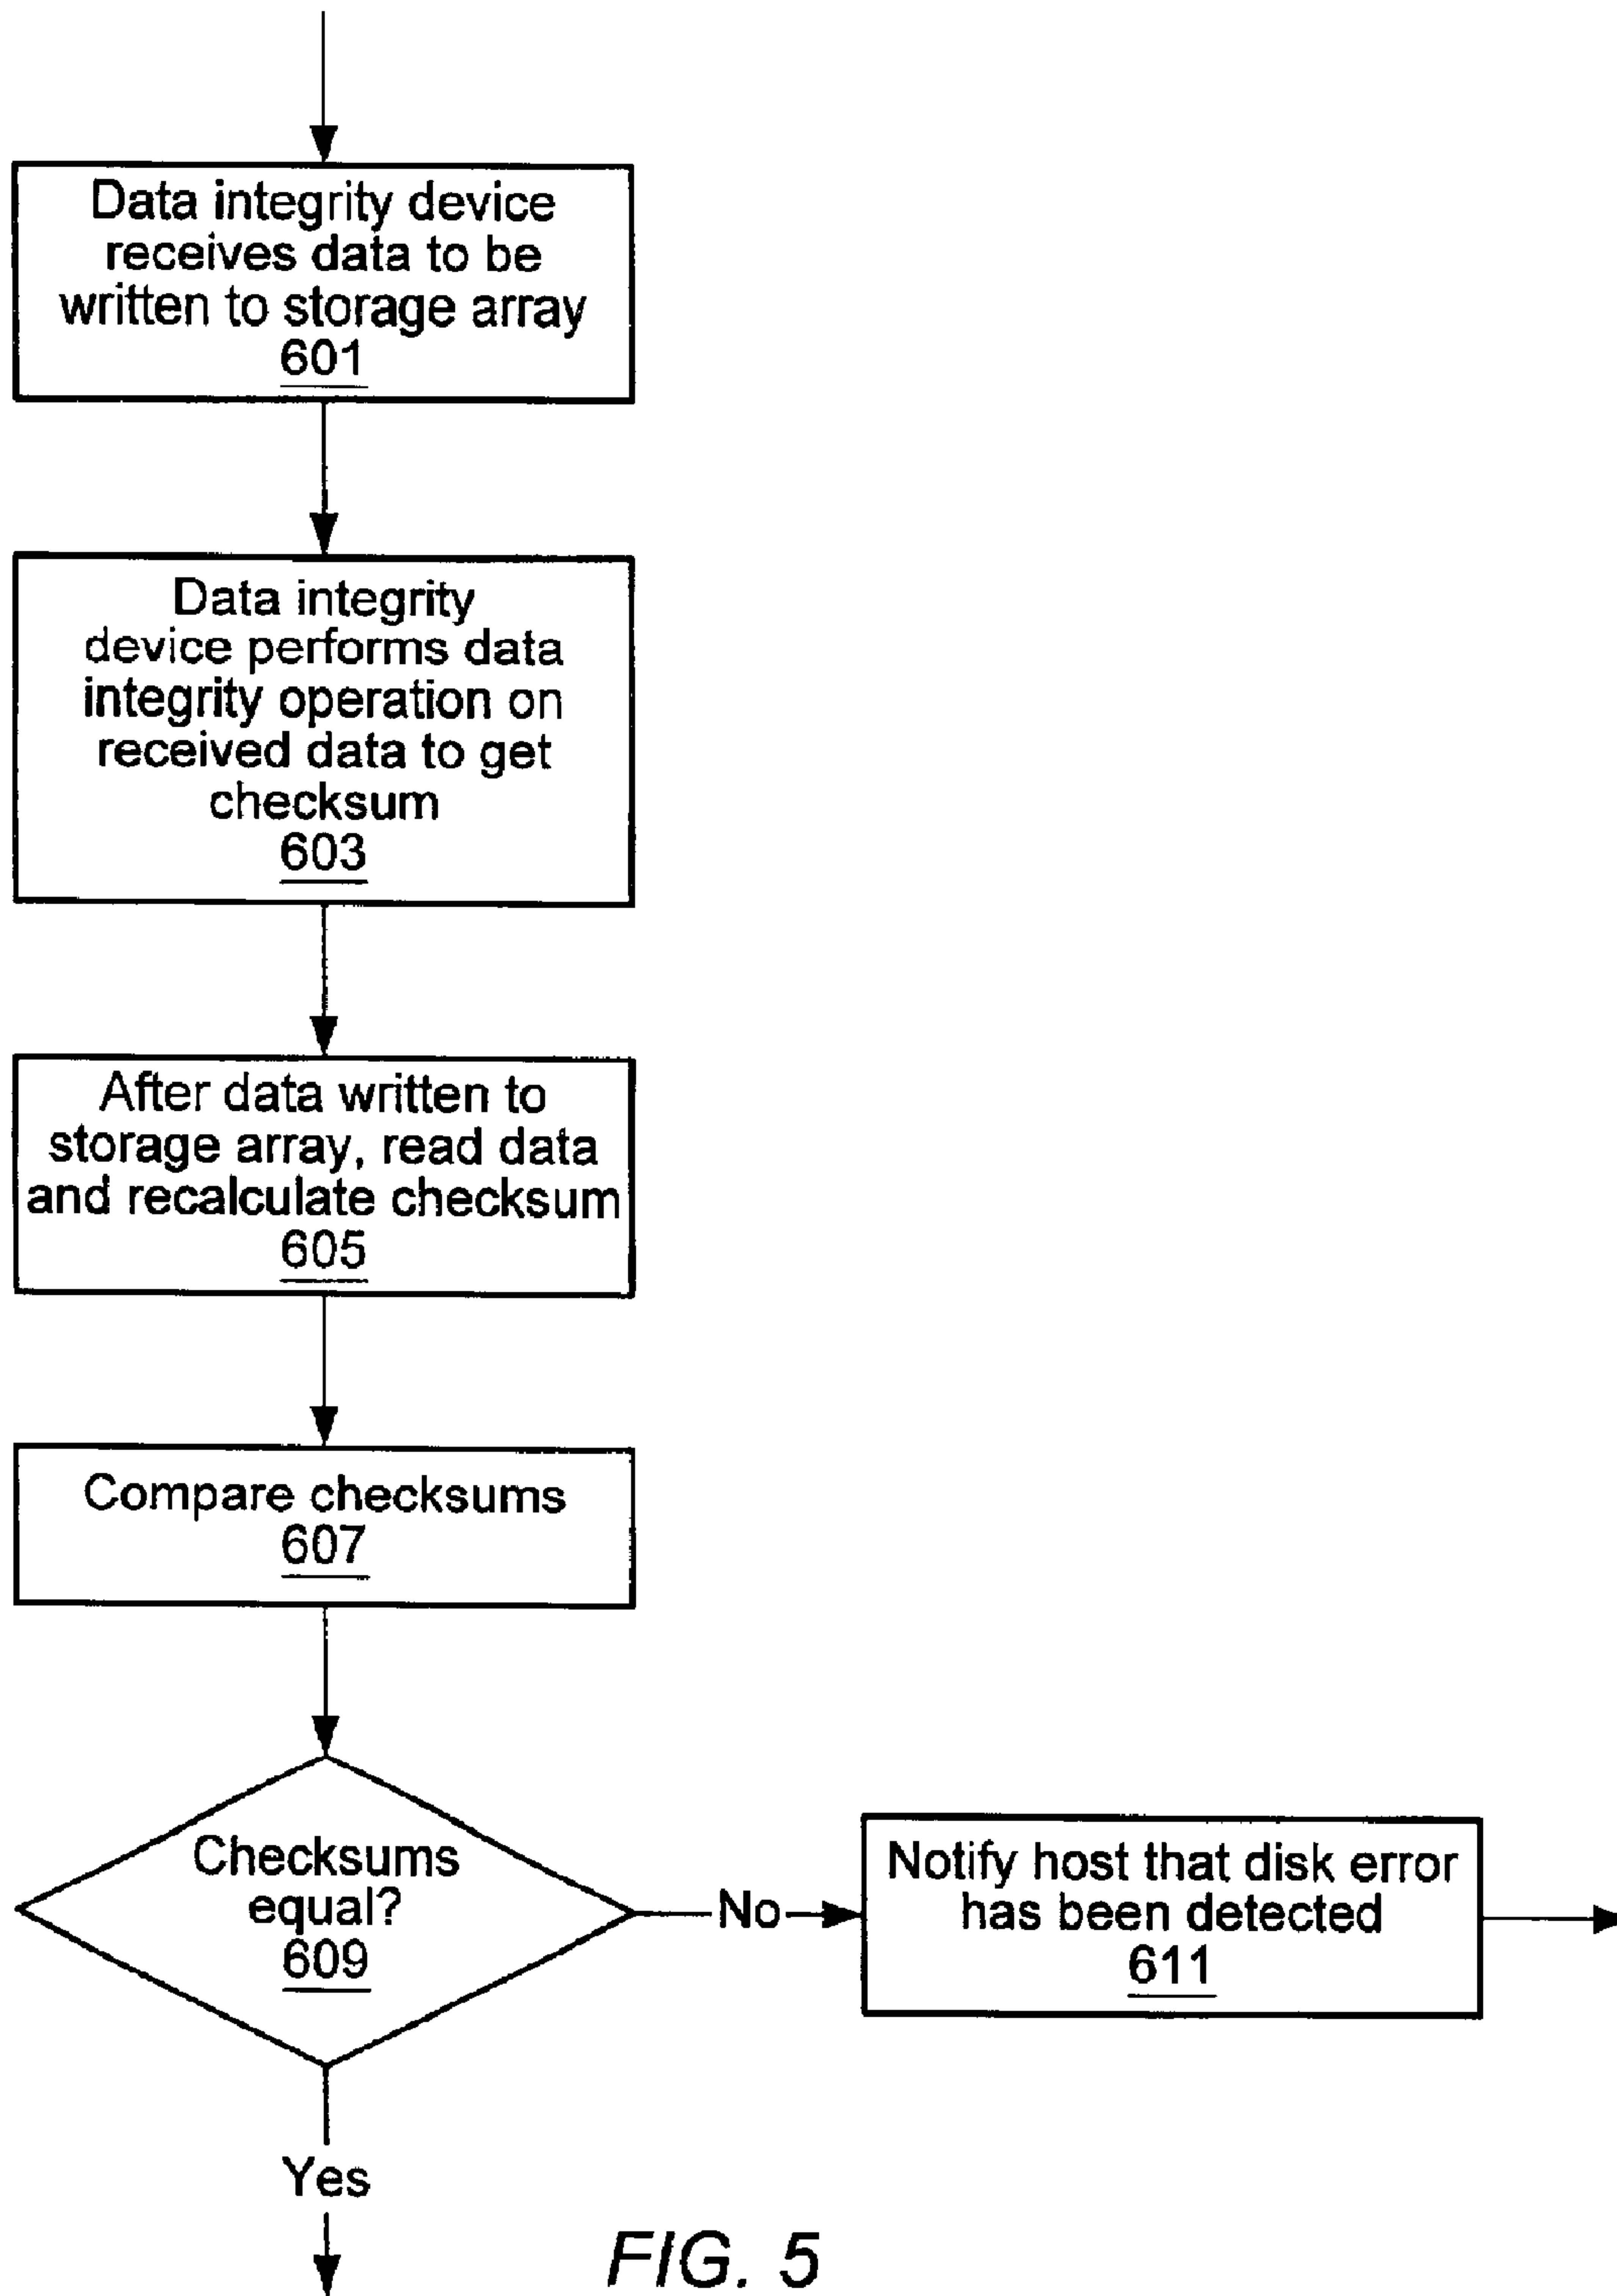 Data integrity device
receives data to be
written to storage array
601
Data integrity
device performs data
integrity operation on
received data to get
checksum
603
After data written to
storage array, read data
and recalculate checksum
605
Compare checksums
607
Checksums
equal?
609
No
Notify host that disk error
has been detected
611
Yes
FIG. 5